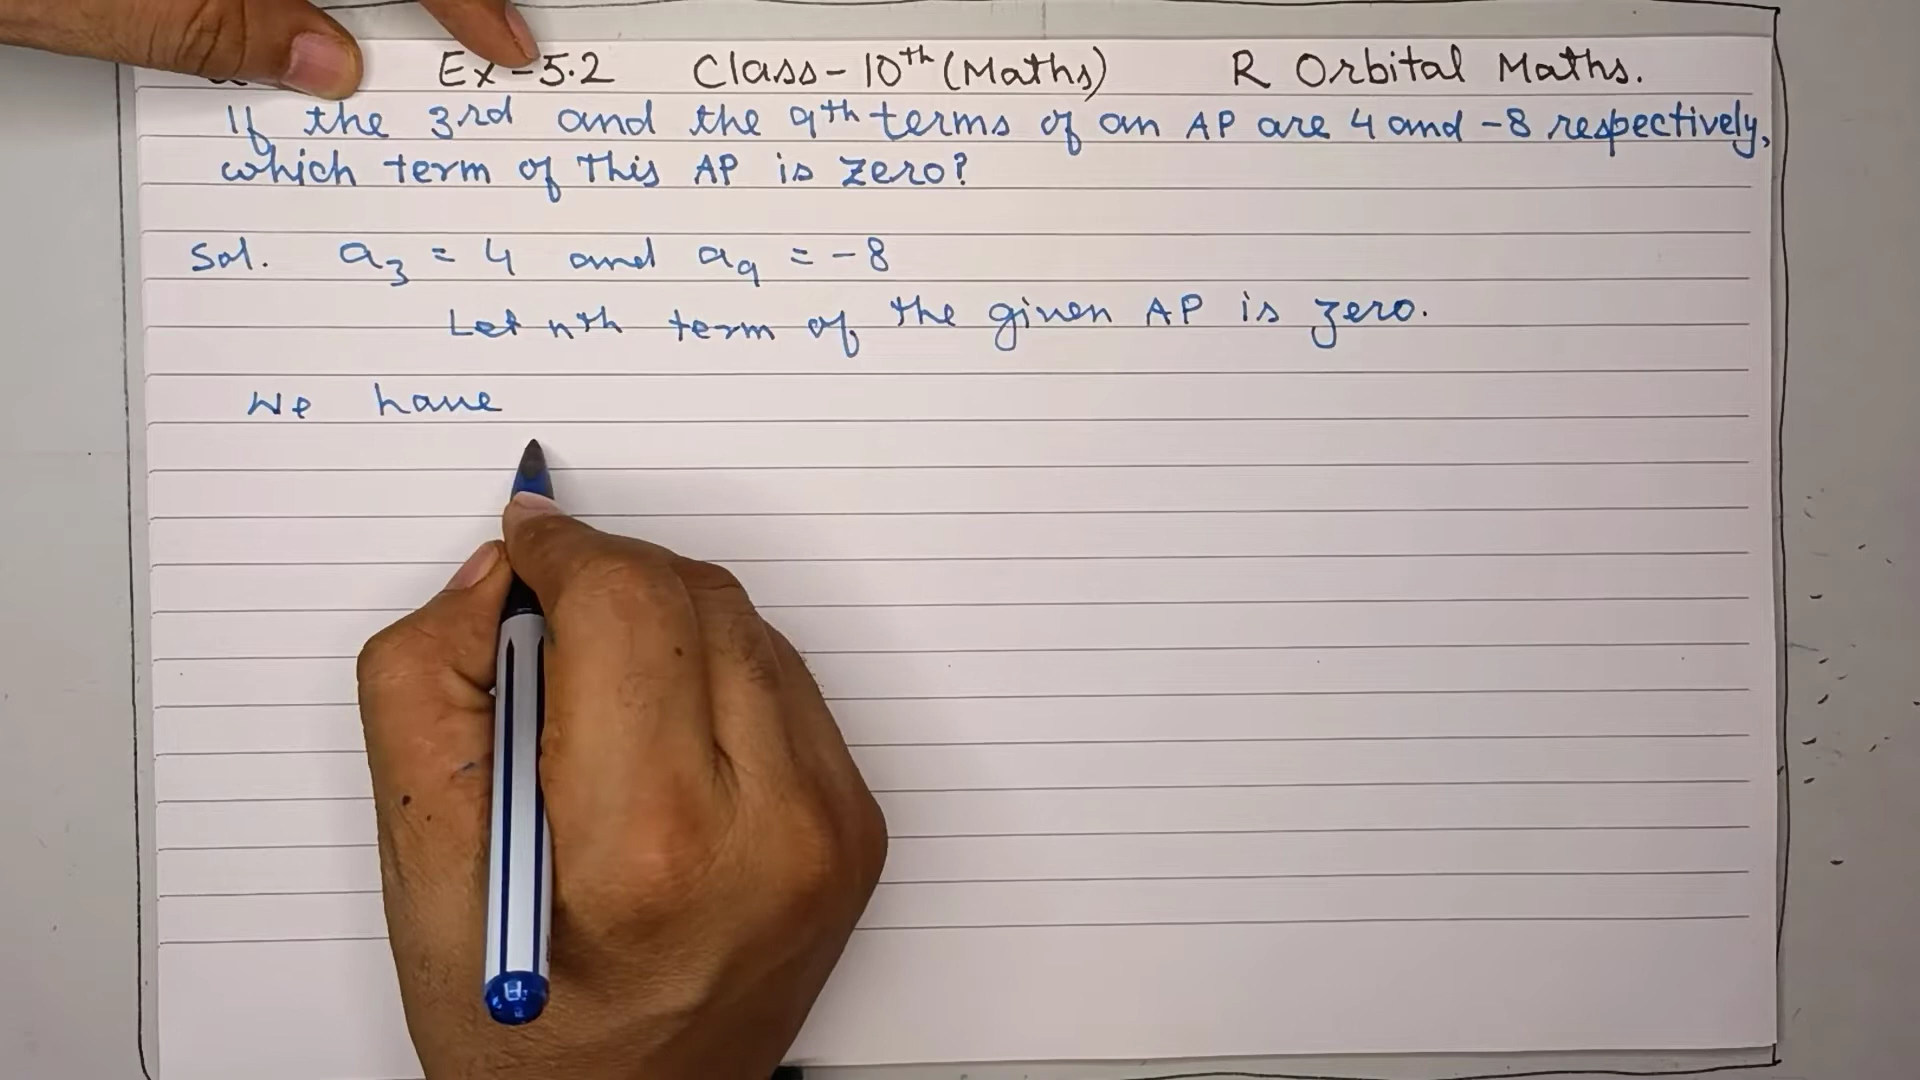 Ex-5.2 Class-10th (Maths) R Orbital Maths.
If the 3rd and the 9th terms of an AP are 4 and -8 respectively,
which term of this AP is zero?
Sol. a₃ = 4 and a₉ = -8
Let nth term of the given AP is zero.
We have